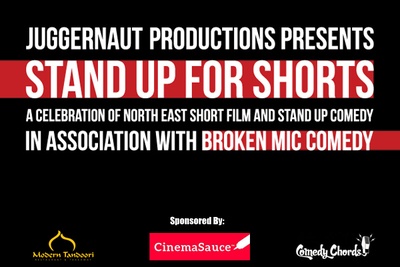 JUGGERNAUT PRODUCTIONS PRESENTS
STAND UP FOR SHORTS
A CELEBRATION OF NORTH EAST SHORT FILM AND STAND UP COMEDY
IN ASSOCIATION WITH BROKEN MIC COMEDY
Sponsored By:
Modern Tandoori
CinemaSauce
Comedy Chords